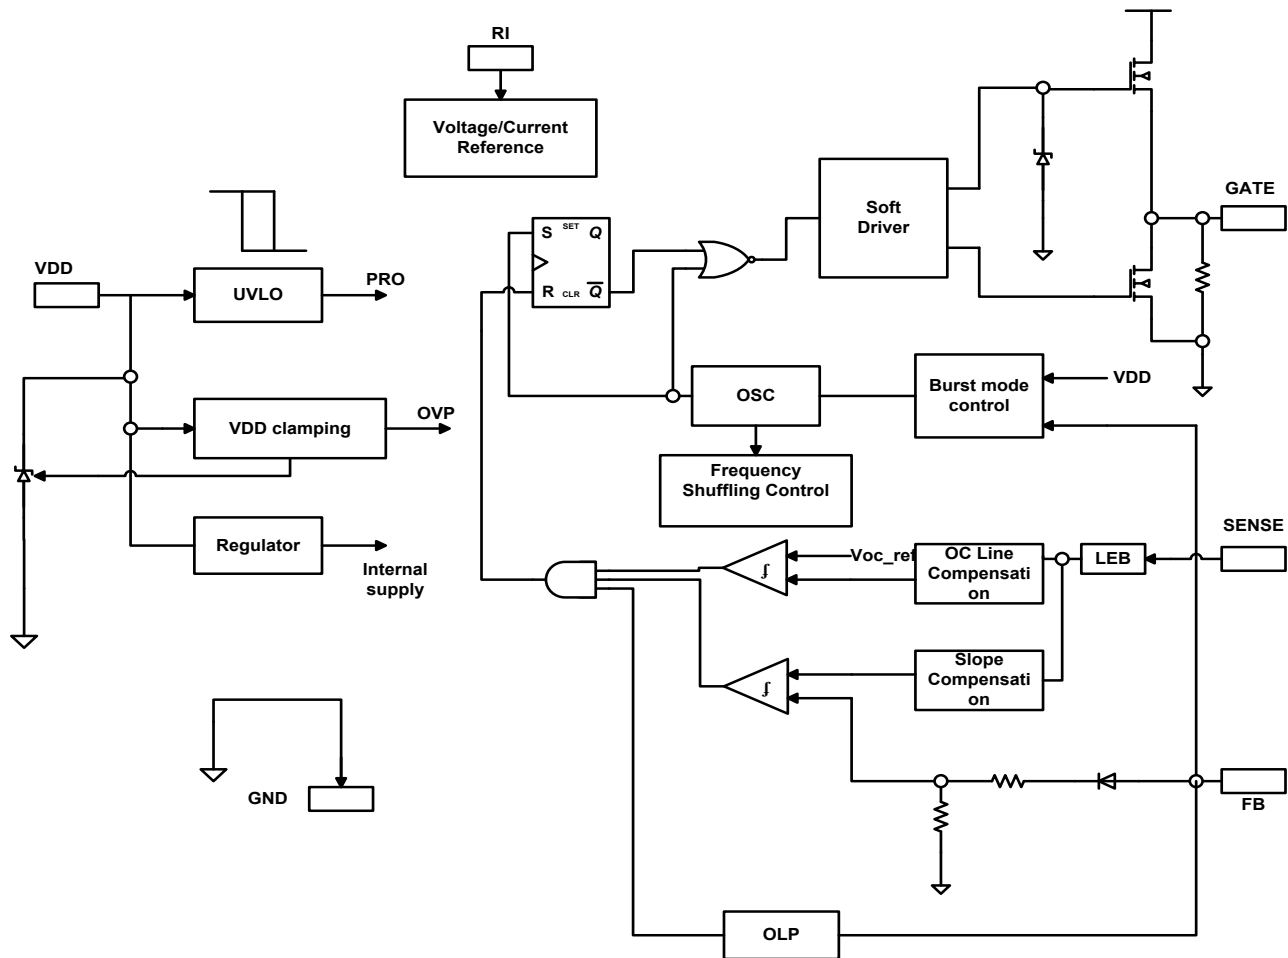 RI
Voltage/Current
Reference
Soft
Driver
GATE
S SET Q
R CLR Q
VDD
UVLO
PRO
VDD clamping
OVP
Regulator
Internal
supply
OSC
Burst mode
control
VDD
Frequency
Shuffling Control
SENSE
Voc_ref
OC Line
Compensati
on
LEB
Slope
Compensati
on
GND
FB
OLP